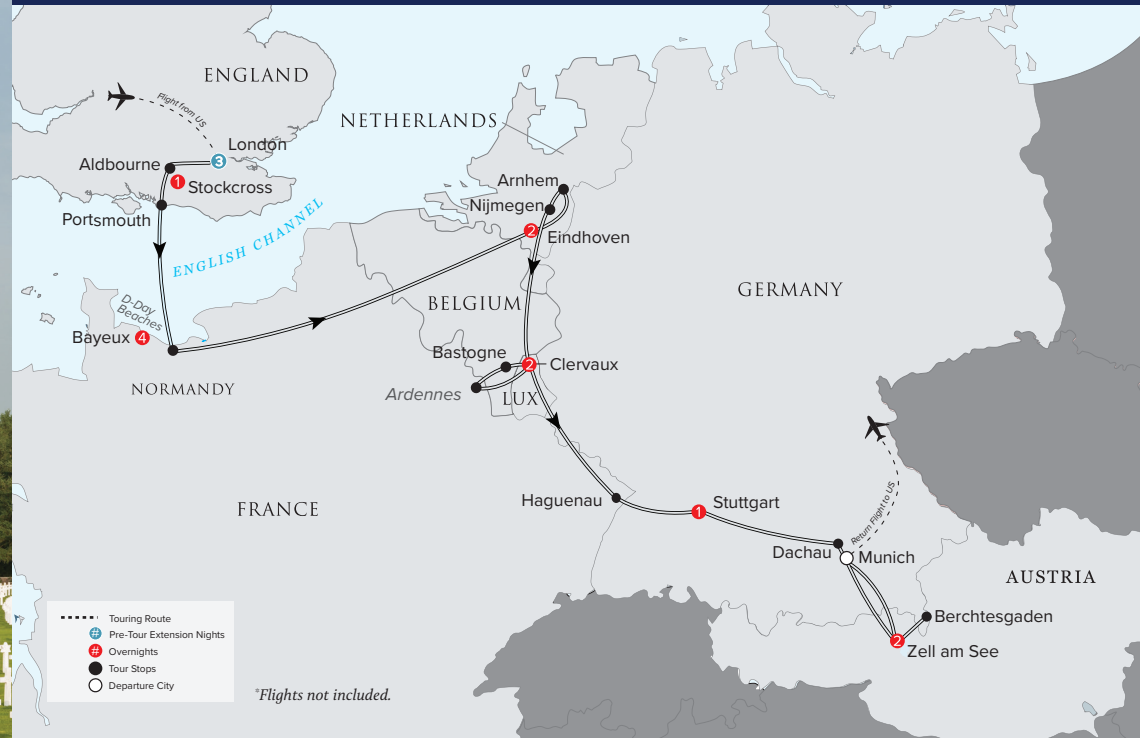 ENGLAND
Flight from US
NETHERLANDS
London
3
Aldbourne
1
Stockcross
Portsmouth
ENGLISH CHANNEL
Arnhem
Nijmegen
2
Eindhoven
GERMANY
BELGIUM
D-Day
Beaches
Bayeux
4
NORMANDY
Bastogne
2
Clervaux
Ardennes
LUX
Haguenau
1
Stuttgart
FRANCE
Return Flight to US
Dachau
Munich
AUSTRIA
Berchtesgaden
2
Zell am See
Touring Route
# Pre-Tour Extension Nights
# Overnights
Tour Stops
Departure City
*Flights not included.